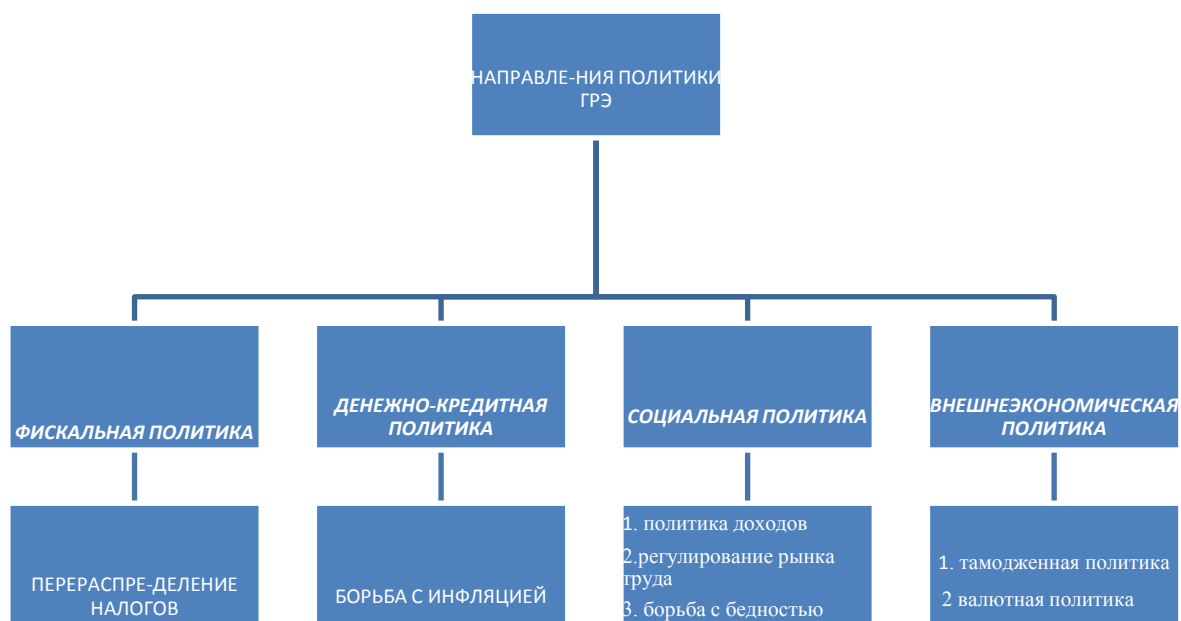 НАПРАВЛЕ-НИЯ ПОЛИТИКИ
ГРЭ
ФИСКАЛЬНАЯ ПОЛИТИКА
ДЕНЕЖНО-КРЕДИТНАЯ
ПОЛИТИКА
СОЦИАЛЬНАЯ ПОЛИТИКА
ВНЕШНЕЭКОНОМИЧЕСКАЯ
ПОЛИТИКА
ПЕРЕРАСПРЕ-ДЕЛЕНИЕ
НАЛОГОВ
БОРЬБА С ИНФЛЯЦИЕЙ
1. политика доходов
2.регулирование рынка
труда
3. борьба с бедностью
1. тамодженная политика
2 валютная политика